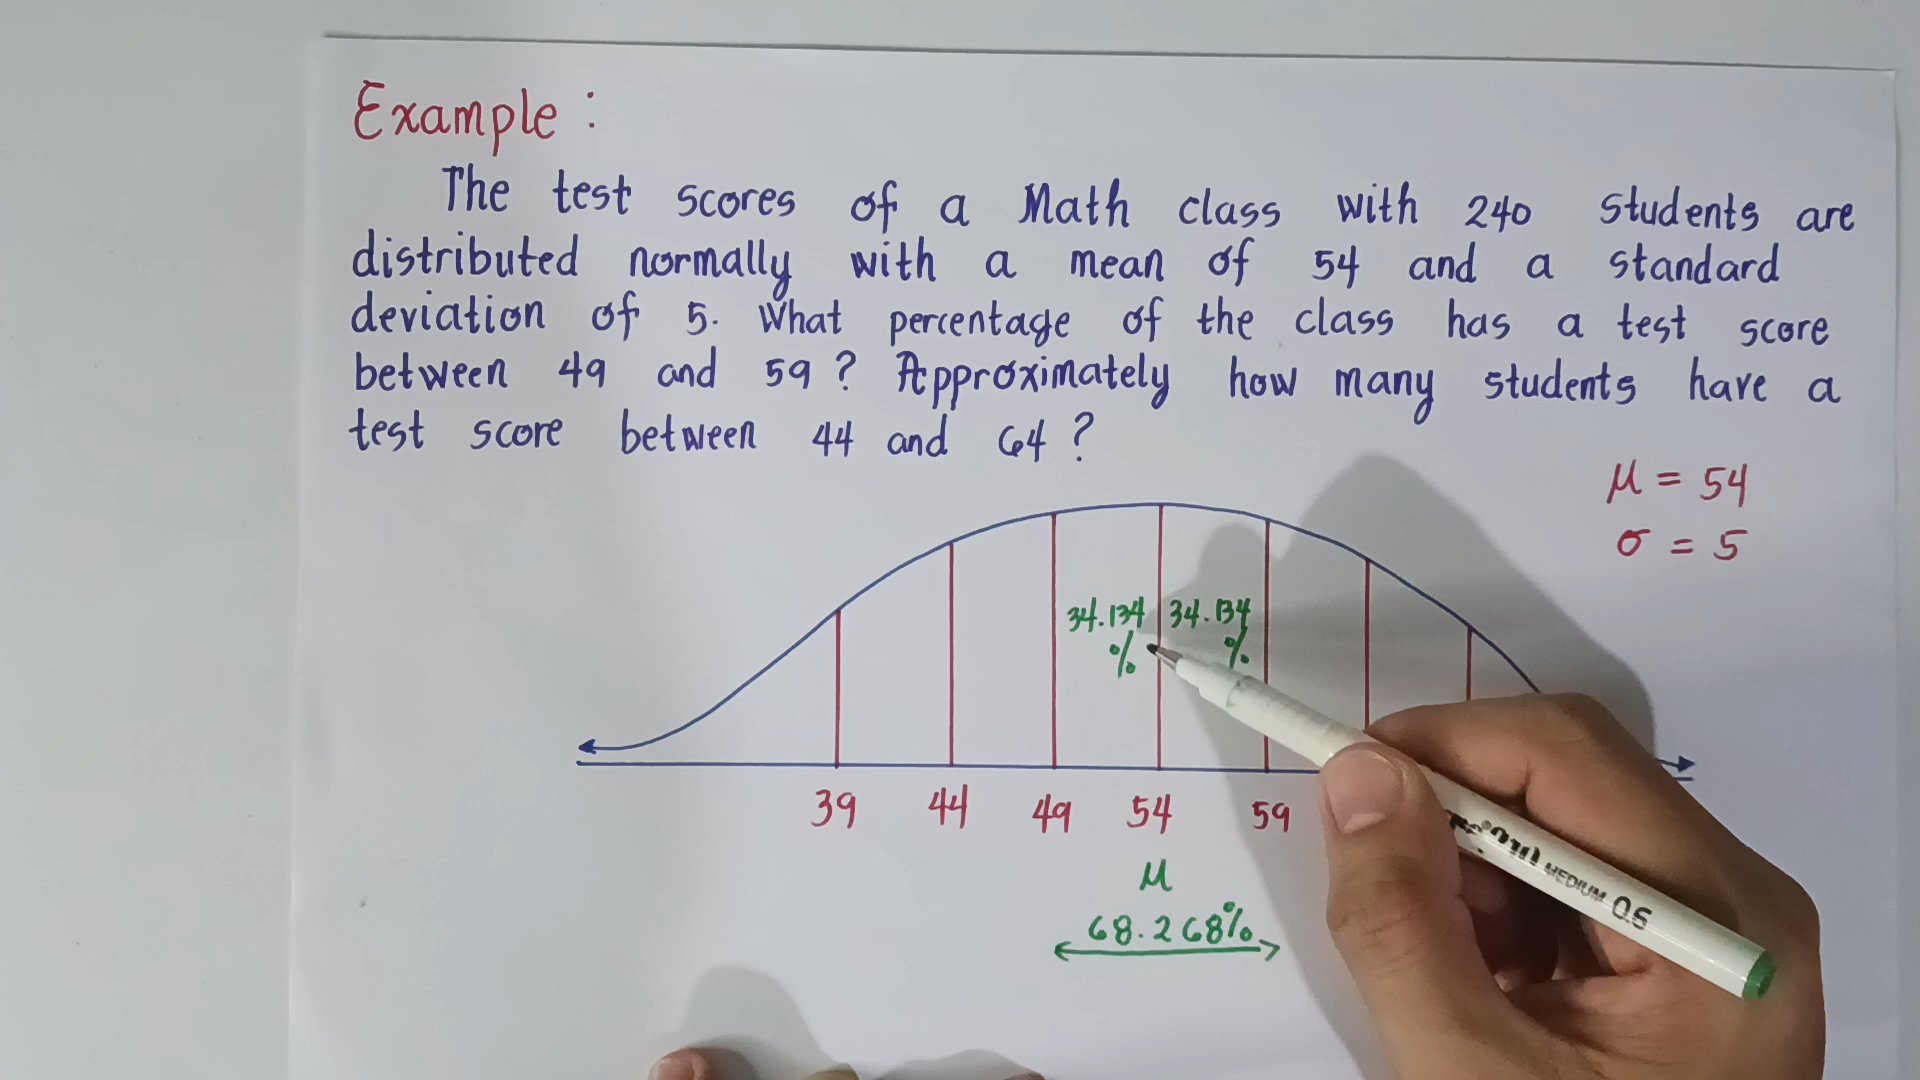 Example :
The test scores of a Math class with 240 students are
distributed normally with a mean of 54 and a standard
deviation of 5. What percentage of the class has a test score
between 49 and 59 ? Approximately how many students have a
test score between 44 and 64 ?
μ = 54
σ = 5
34.134 % 34.134 %
39 44 49 54 59
μ
68.268%
MEDIUM 0.6